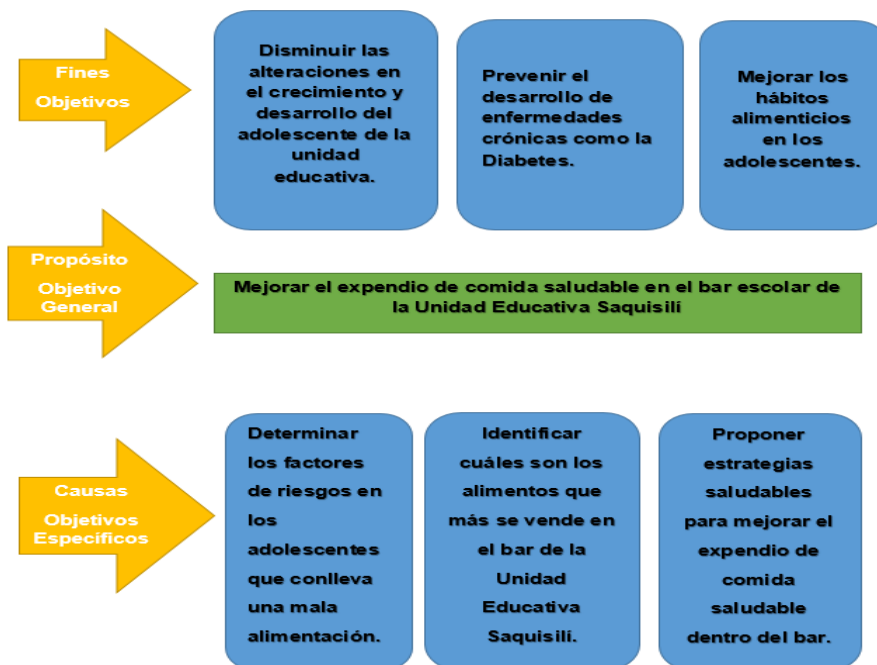 Fines
Objetivos
Disminuir las
alteraciones en
el crecimiento y
desarrollo del
adolescente de la
unidad
educativa.
Prevenir el
desarrollo de
enfermedades
crónicas como la
Diabetes.
Mejorar los
hábitos
alimenticios
en los
adolescentes.
Propósito
Objetivo
General
Mejorar el expendio de comida saludable en el bar escolar de
la Unidad Educativa Saquisilí
Causas
Objetivos
Específicos
Determinar
los factores
de riesgos en
los
adolescentes
que conlleva
una mala
alimentación.
Identificar
cuáles son los
alimentos que
más se vende en
el bar de la
Unidad
Educativa
Saquisilí.
Proponer
estrategias
saludables
para mejorar el
expendio de
comida
saludable
dentro del bar.